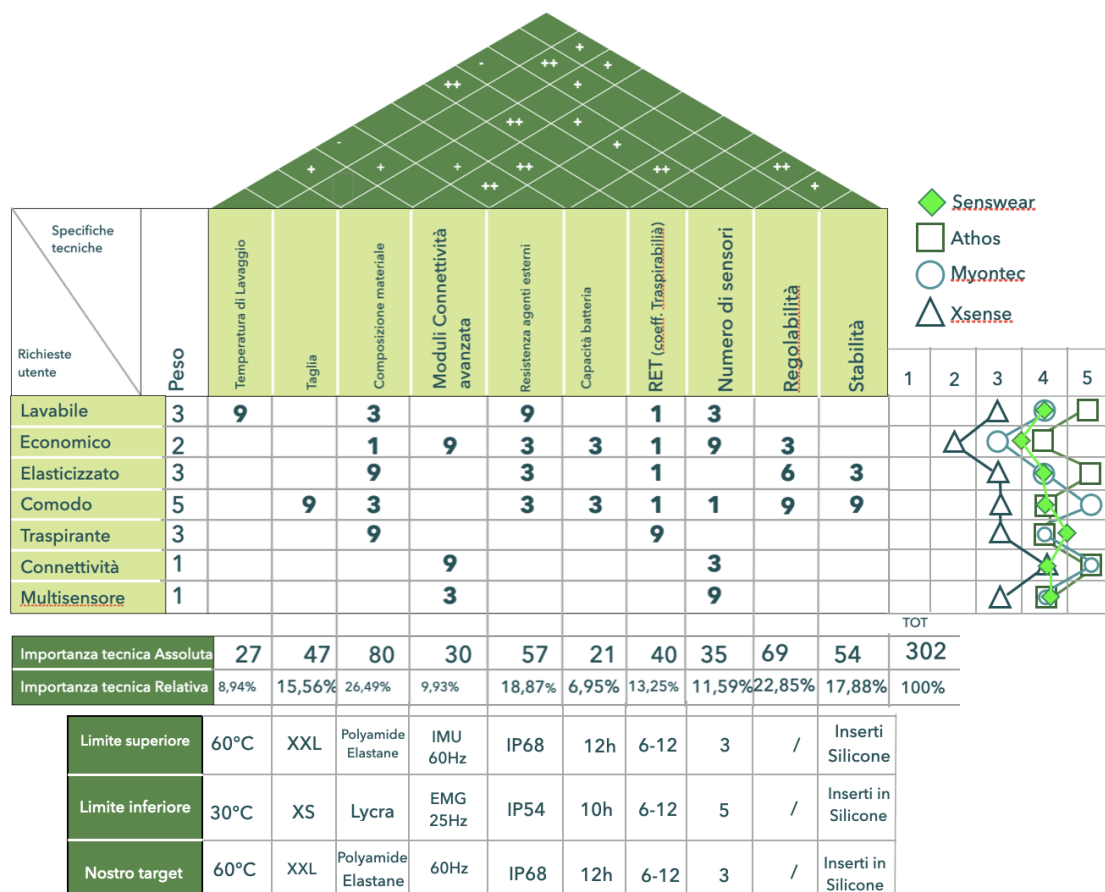 +
- ++ +
++ +
++ +
- +
+ + + ++ ++ ++
++ +
Specifiche tecniche
Richieste utente
Peso
Temperatura di Lavaggio
Taglia
Composizione materiale
Moduli Connettività avanzata
Resistenza agenti esterni
Capacità batteria
RET (coeff. Traspirabilià)
Numero di sensori
Regolabilità
Stabilità
Senswear
Athos
Myontec
Xsense
1 2 3 4 5
Lavabile 3 9 3 9 1 3
Economico 2 1 9 3 3 1 9 3
Elasticizzato 3 9 3 1 6 3
Comodo 5 9 3 3 3 1 1 9 9
Traspirante 3 9 9
Connettività 1 9 3
Multisensore 1 3 9
TOT
Importanza tecnica Assoluta 27 47 80 30 57 21 40 35 69 54 302
Importanza tecnica Relativa 8,94% 15,56% 26,49% 9,93% 18,87% 6,95% 13,25% 11,59% 22,85% 17,88% 100%
Limite superiore 60°C XXL Polyamide Elastane IMU 60Hz IP68 12h 6-12 3 / Inserti Silicone
Limite inferiore 30°C XS Lycra EMG 25Hz IP54 10h 6-12 5 / Inserti in Silicone
Nostro target 60°C XXL Polyamide Elastane 60Hz IP68 12h 6-12 3 / Inserti in Silicone